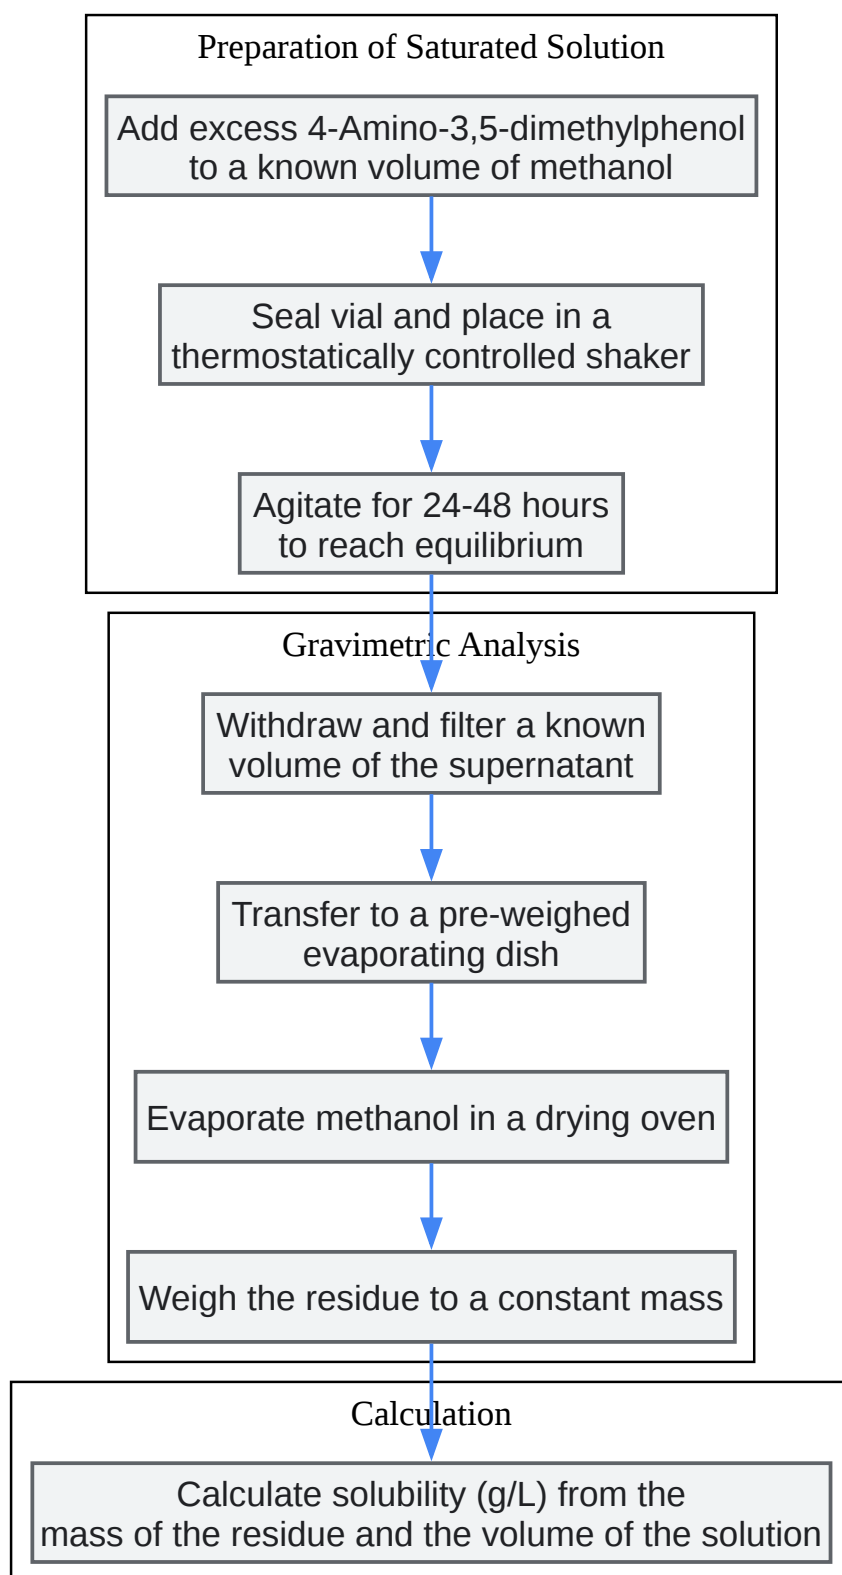 Preparation of Saturated Solution
Add excess 4-Amino-3,5-dimethylphenol
to a known volume of methanol
Seal vial and place in a
thermostatically controlled shaker
Agitate for 24-48 hours
to reach equilibrium
Gravimetric Analysis
Withdraw and filter a known
volume of the supernatant
Transfer to a pre-weighed
evaporating dish
Evaporate methanol in a drying oven
Weigh the residue to a constant mass
Calculation
Calculate solubility (g/L) from the
mass of the residue and the volume of the solution